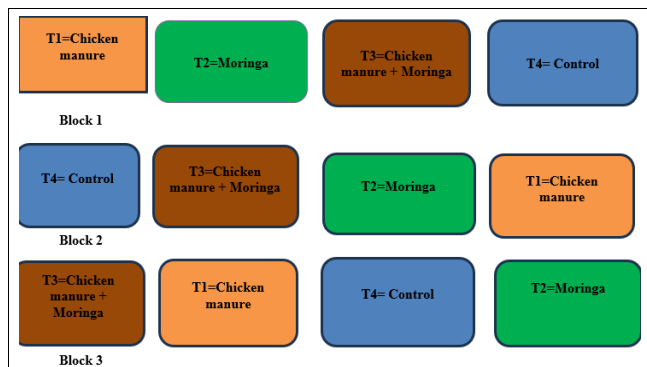 T1=Chicken
manure
T2=Moringa
T3=Chicken
manure + Moringa
T4= Control
Block 1
T4= Control
T3=Chicken
manure + Moringa
T2=Moringa
T1=Chicken
manure
Block 2
T3=Chicken
manure +
Moringa
T1=Chicken
manure
T4= Control
T2=Moringa
Block 3